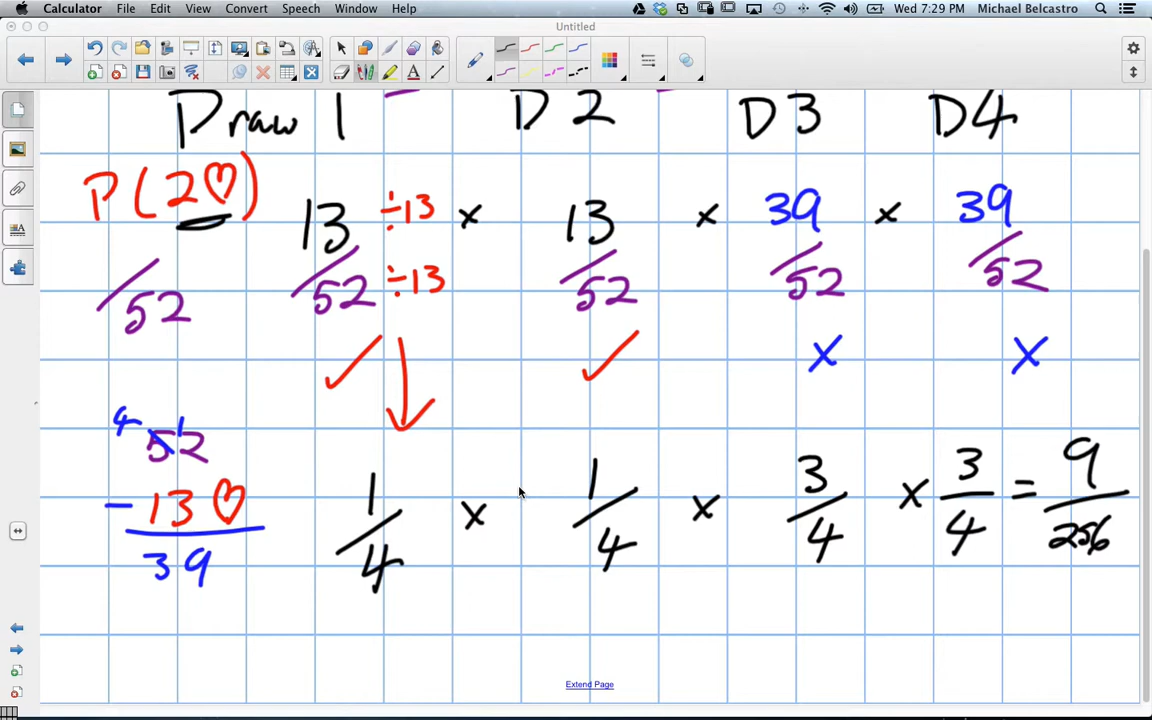 Calculator File Edit View Convert Speech Window Help Wed 7:29 PM Michael Belcastro
Untitled
Draw 1 D2 D3 D4
P(2♡) 13 ÷13 × 13 × 39 × 39
/52 /52 ÷13 /52 /52 /52
✓ ✓ x x
4 1
52
- 13 ♡
39
1/4 × 1/4 × 3/4 × 3/4 = 9/256
Extend Page